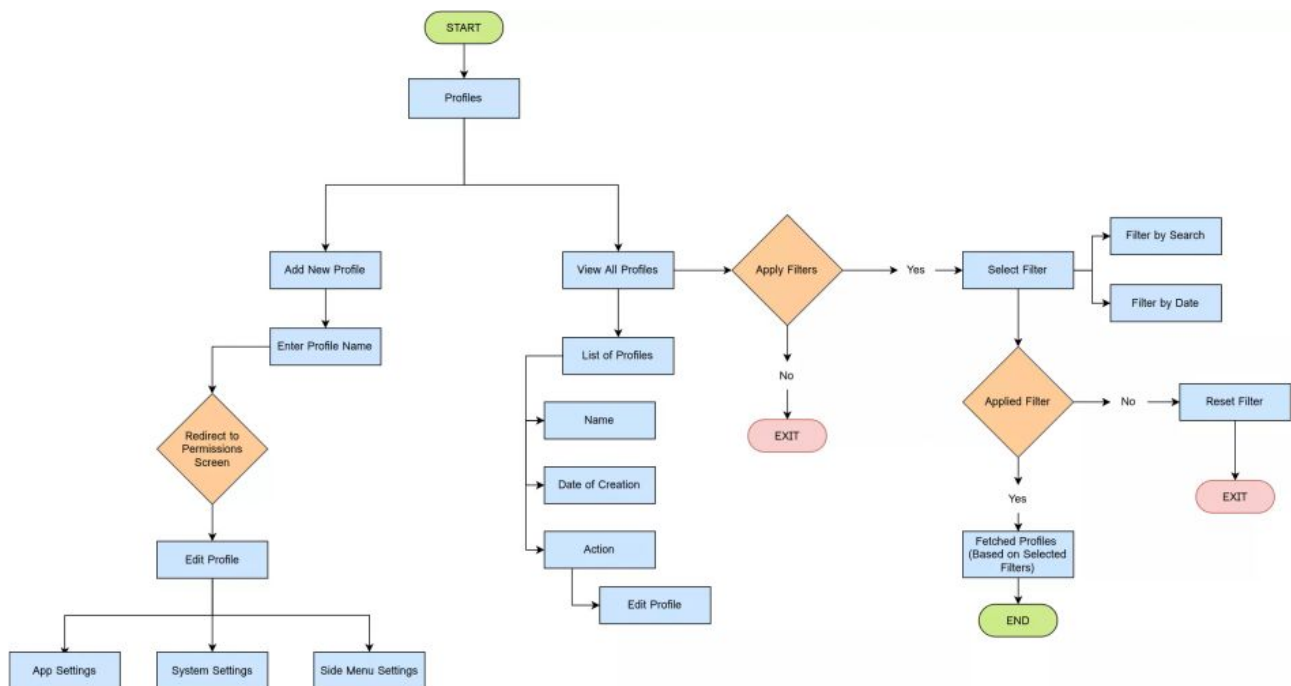 START
Profiles
Add New Profile
Enter Profile Name
Redirect to
Permissions
Screen
Edit Profile
App Settings
System Settings
Side Menu Settings
View All Profiles
List of Profiles
Name
Date of Creation
Action
Edit Profile
Apply Filters
No
EXIT
Yes
Select Filter
Filter by Search
Filter by Date
Applied Filter
No
Reset Filter
EXIT
Yes
Fetched Profiles
(Based on Selected
Filters)
END